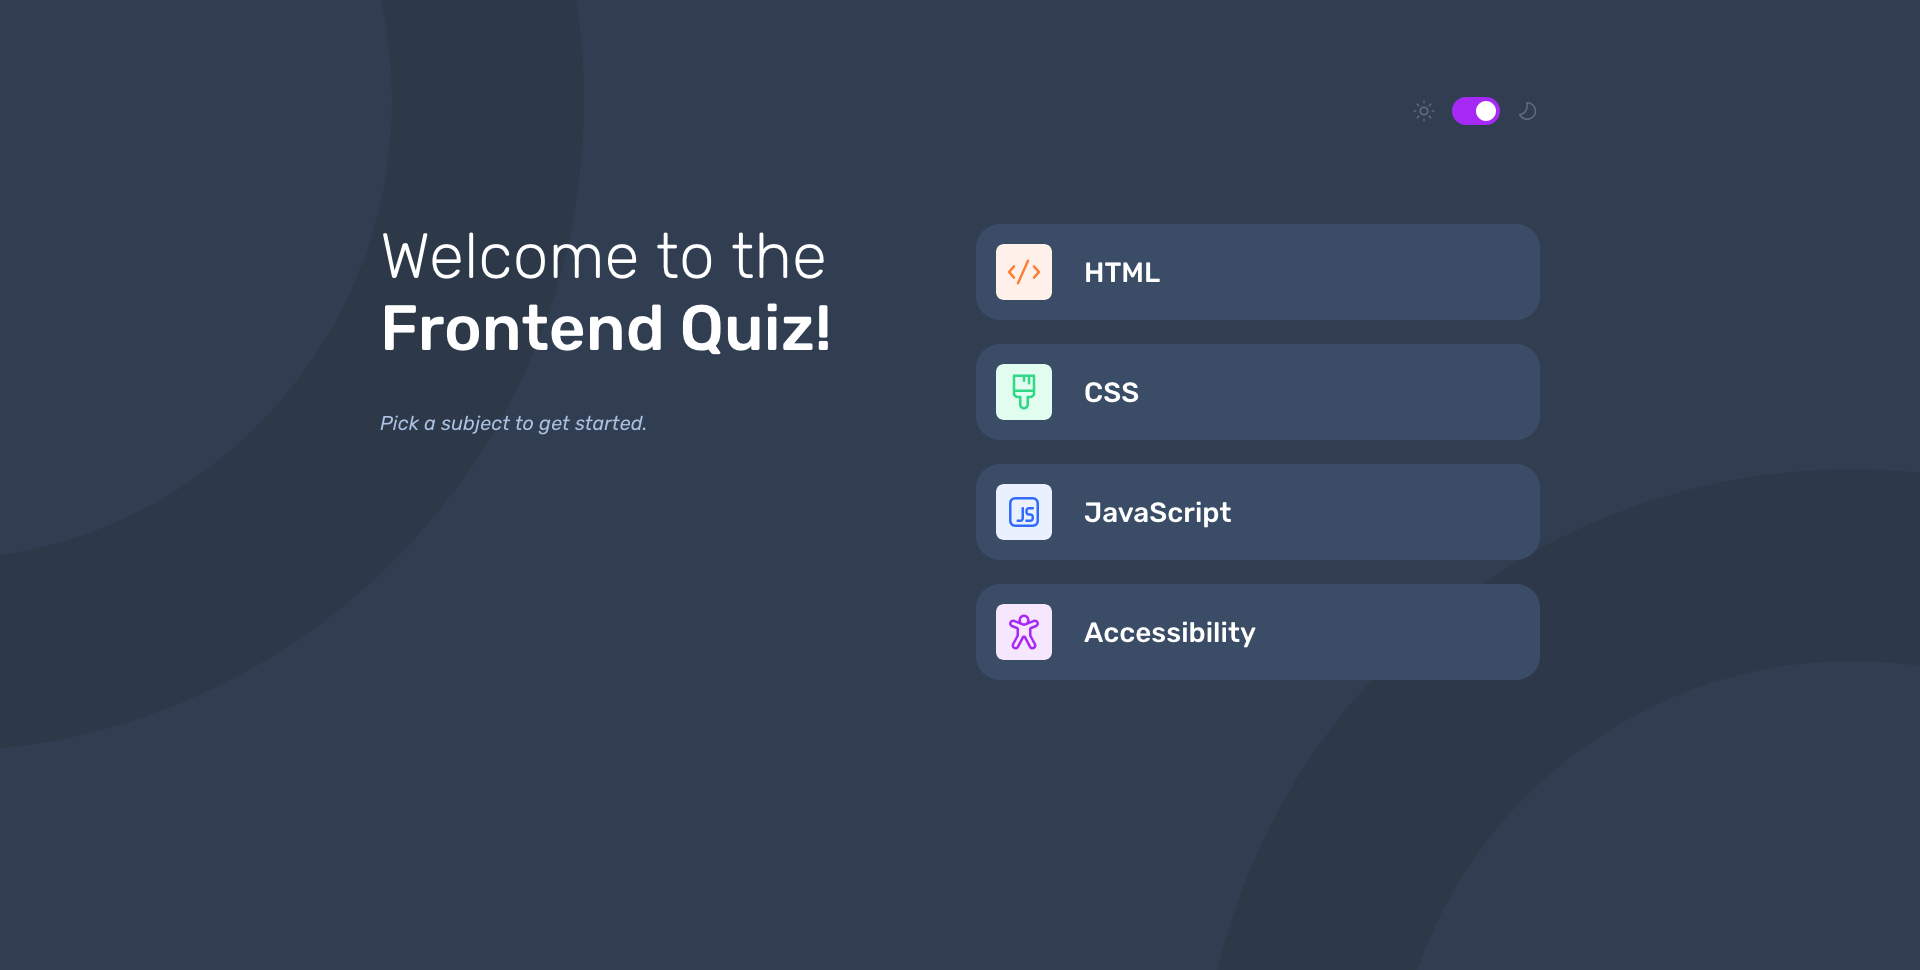 Welcome to the
Frontend Quiz!
Pick a subject to get started.
HTML
CSS
JS
JavaScript
Accessibility